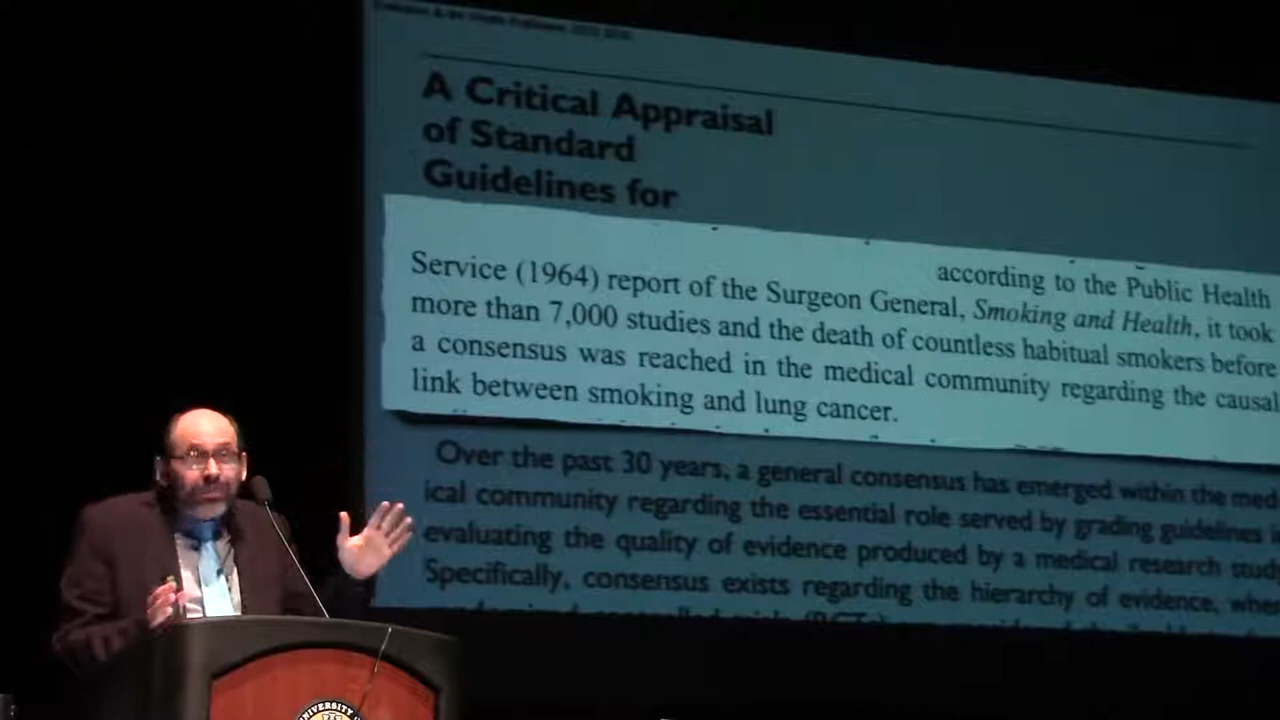 A Critical Appraisal
of Standard
Guidelines for
according to the Public Health
Service (1964) report of the Surgeon General, Smoking and Health, it took
more than 7,000 studies and the death of countless habitual smokers before
a consensus was reached in the medical community regarding the causal
link between smoking and lung cancer.
Over the past 30 years, a general consensus has emerged within the med
ical community regarding the essential role served by grading guidelines
evaluating the quality of evidence produced by a medical research
Specifically, consensus exists regarding the hierarchy of evidence,
UNIVERSITY